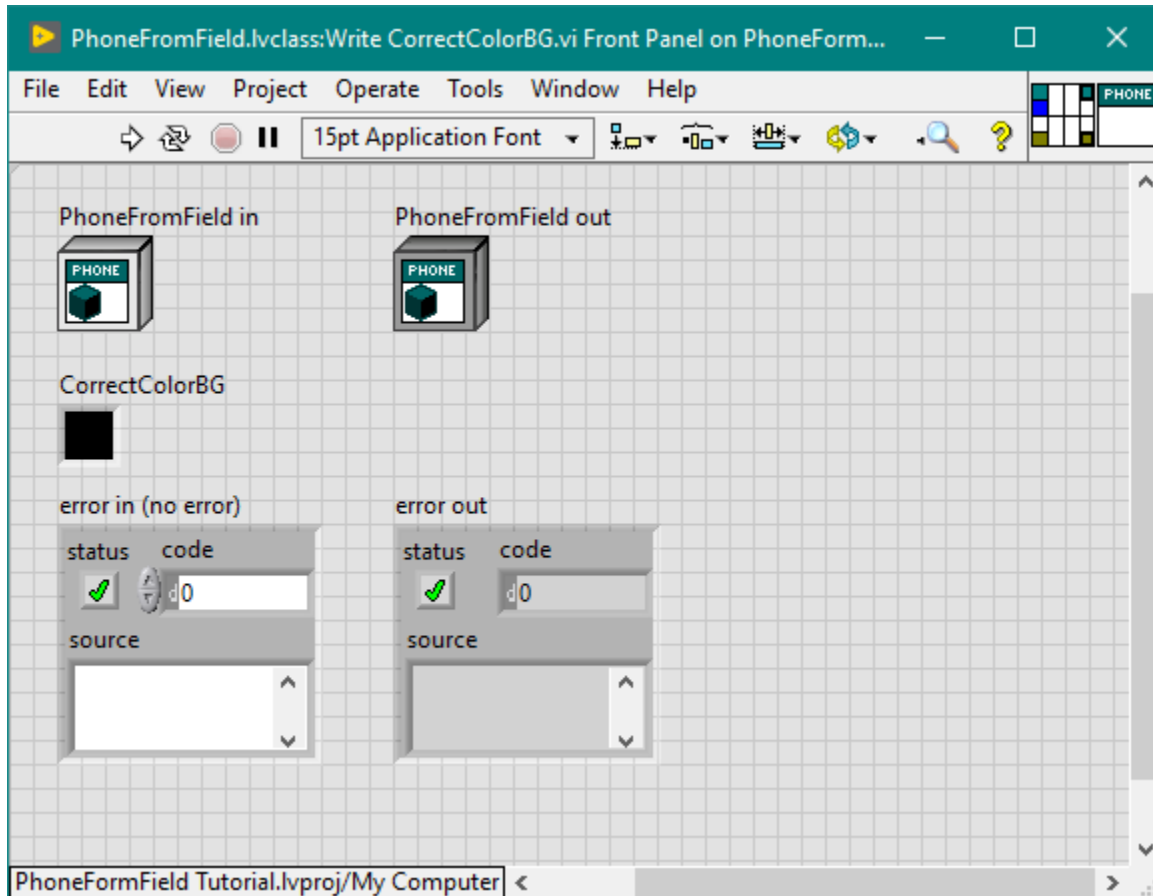 PhoneFromField.lvclass:Write CorrectColorBG.vi Front Panel on PhoneForm...
File Edit View Project Operate Tools Window Help
PHONE
15pt Application Font
PhoneFromField in PhoneFromField out
PHONE PHONE
CorrectColorBG
error in (no error) error out
status code status code
d0 d0
source source
PhoneFormField Tutorial.lvproj/My Computer